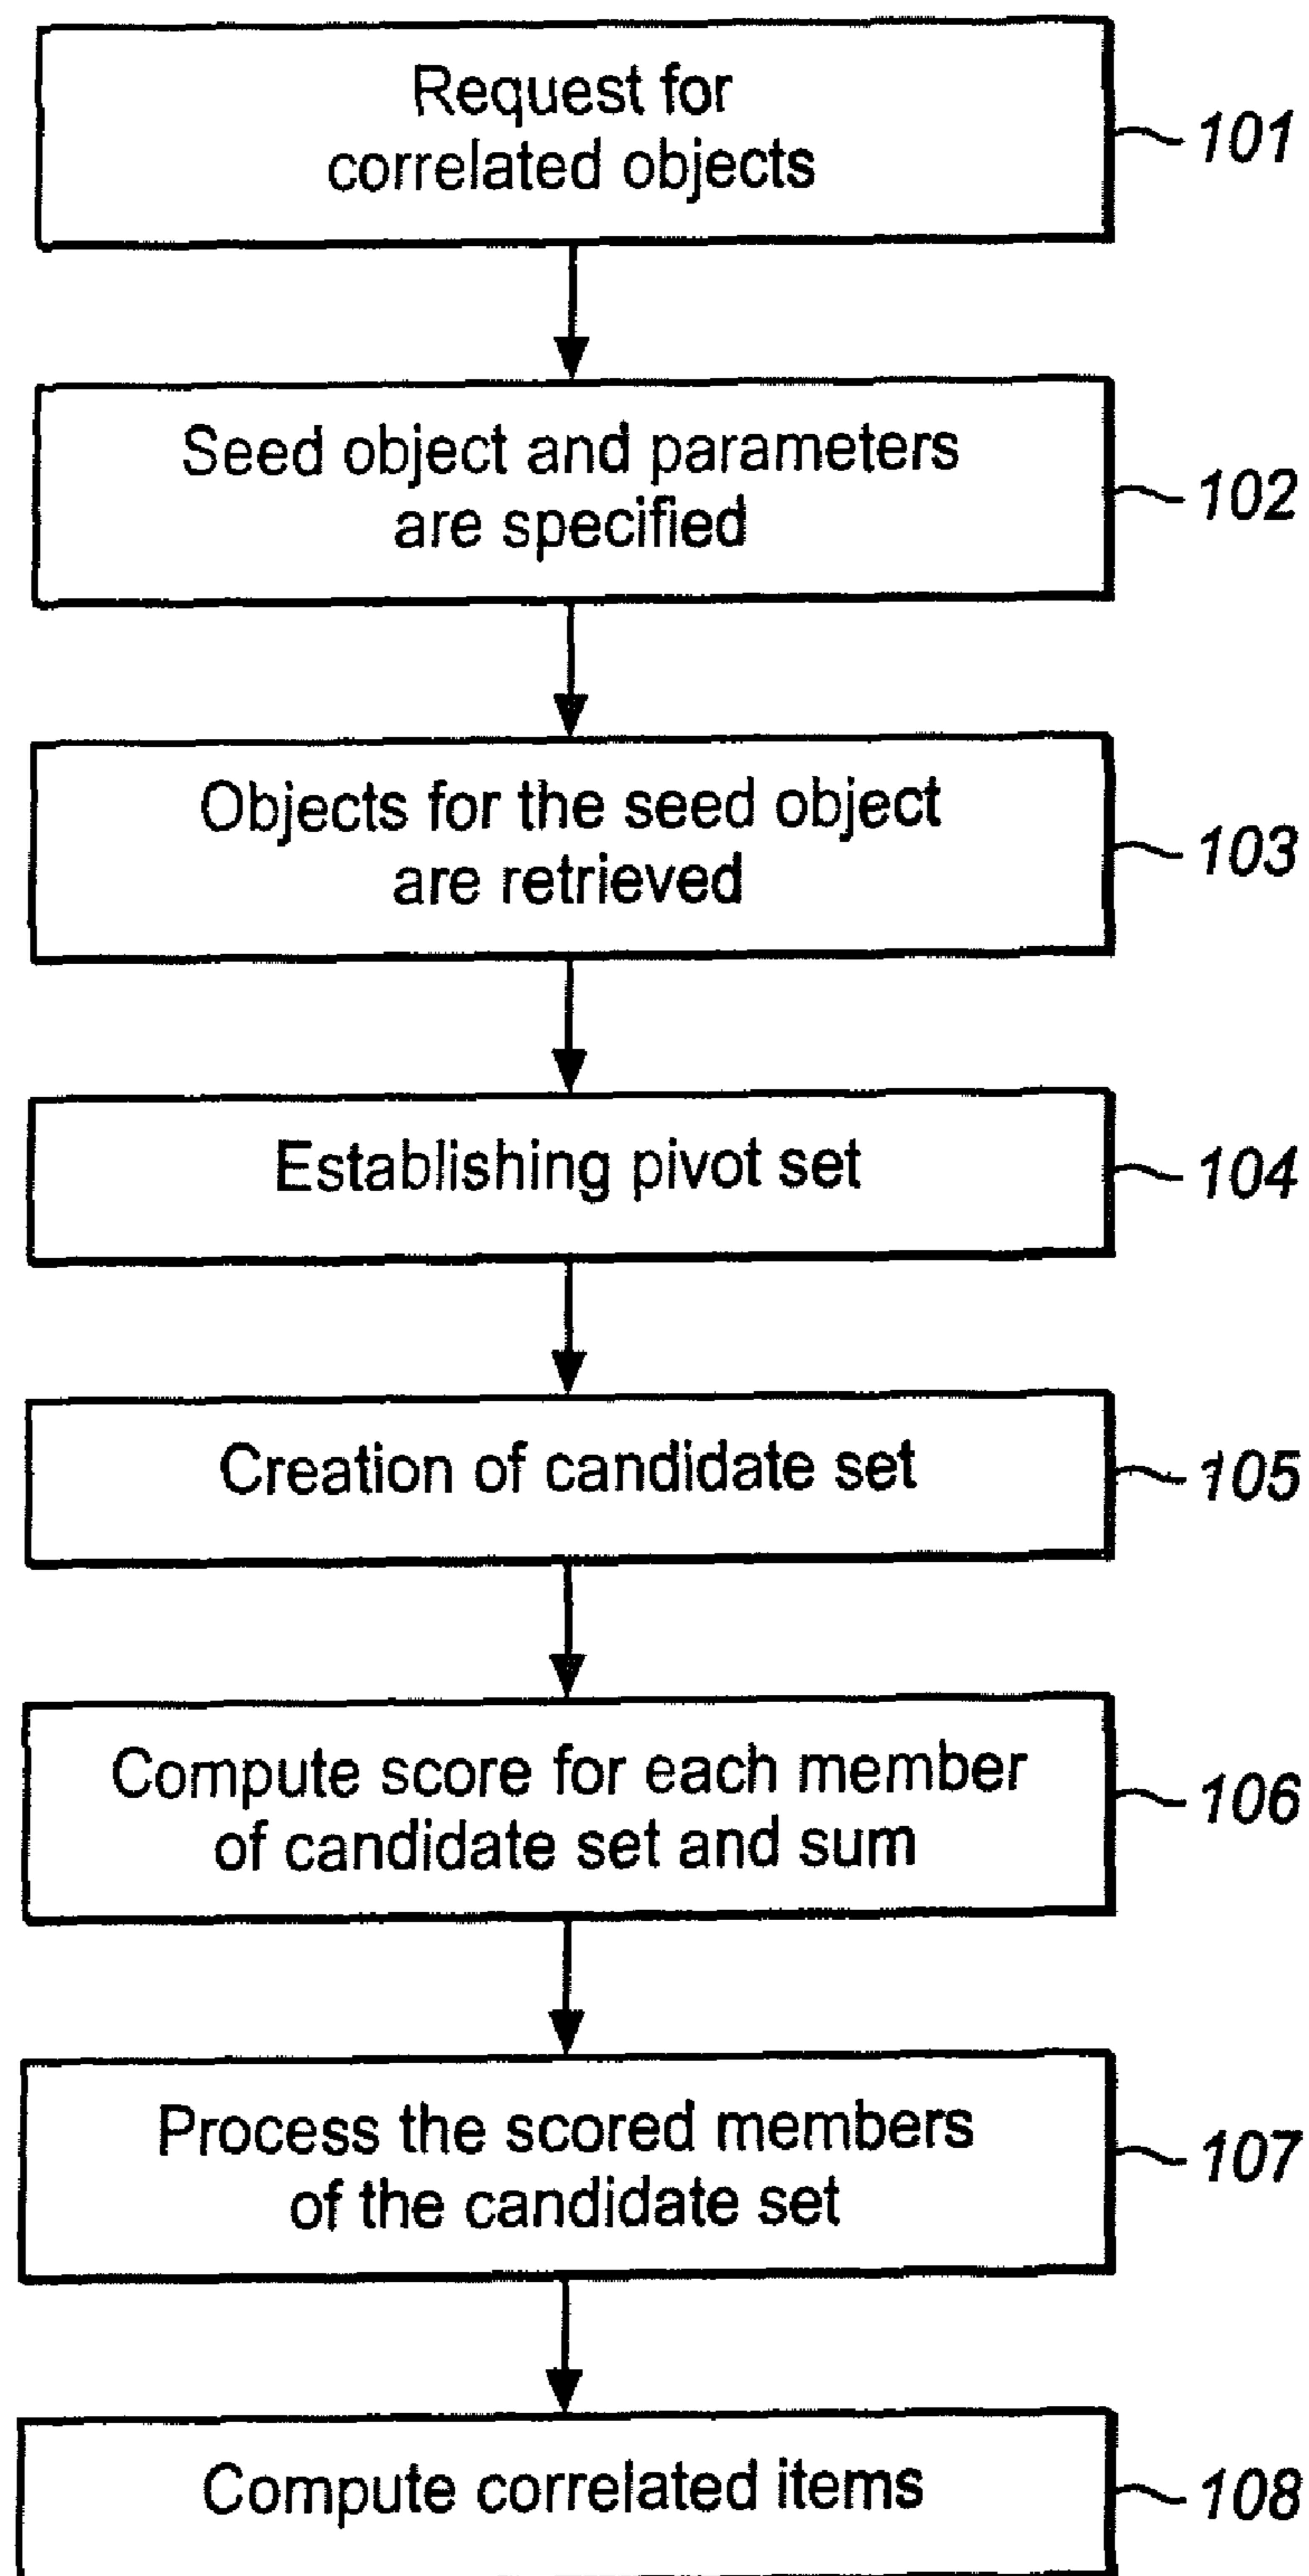 Request for
correlated objects
101
Seed object and parameters
are specified
102
Objects for the seed object
are retrieved
103
Establishing pivot set
104
Creation of candidate set
105
Compute score for each member
of candidate set and sum
106
Process the scored members
of the candidate set
107
Compute correlated items
108